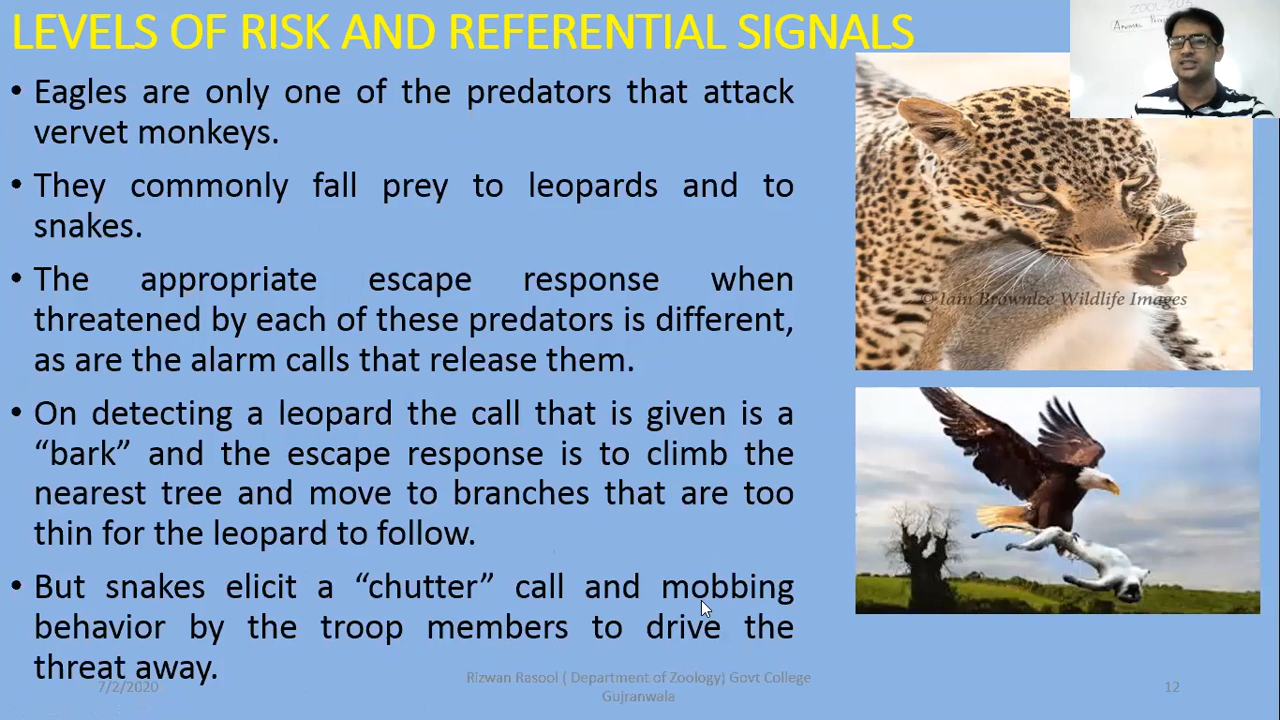 LEVELS OF RISK AND REFERENTIAL SIGNALS
ZOOL-203
• Eagles are only one of the predators that attack
vervet monkeys.
• They commonly fall prey to leopards and to
snakes.
• The appropriate escape response when
threatened by each of these predators is different,
as are the alarm calls that release them.
• On detecting a leopard the call that is given is a
“bark” and the escape response is to climb the
nearest tree and move to branches that are too
thin for the leopard to follow.
• But snakes elicit a “chutter” call and mobbing
behavior by the troop members to drive the
threat away.
© Iain Brownlee Wildlife Images
7/2/2020
Rizwan Rasool ( Department of Zoology) Govt College
Gujranwala
12